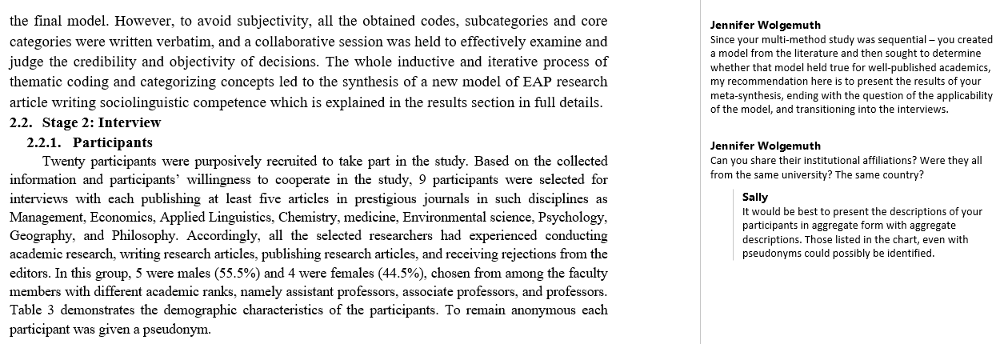 the final model. However, to avoid subjectivity, all the obtained codes, subcategories and core
categories were written verbatim, and a collaborative session was held to effectively examine and
judge the credibility and objectivity of decisions. The whole inductive and iterative process of
thematic coding and categorizing concepts led to the synthesis of a new model of EAP research
article writing sociolinguistic competence which is explained in the results section in full details.
2.2. Stage 2: Interview
2.2.1. Participants
Twenty participants were purposively recruited to take part in the study. Based on the collected
information and participants’ willingness to cooperate in the study, 9 participants were selected for
interviews with each publishing at least five articles in prestigious journals in such disciplines as
Management, Economics, Applied Linguistics, Chemistry, medicine, Environmental science, Psychology,
Geography, and Philosophy. Accordingly, all the selected researchers had experienced conducting
academic research, writing research articles, publishing research articles, and receiving rejections from the
editors. In this group, 5 were males (55.5%) and 4 were females (44.5%), chosen from among the faculty
members with different academic ranks, namely assistant professors, associate professors, and professors.
Table 3 demonstrates the demographic characteristics of the participants. To remain anonymous each
participant was given a pseudonym.
Jennifer Wolgemuth
Since your multi-method study was sequential – you created
a model from the literature and then sought to determine
whether that model held true for well-published academics,
my recommendation here is to present the results of your
meta-synthesis, ending with the question of the applicability
of the model, and transitioning into the interviews.
Jennifer Wolgemuth
Can you share their institutional affiliations? Were they all
from the same university? The same country?
Sally
It would be best to present the descriptions of your
participants in aggregate form with aggregate
descriptions. Those listed in the chart, even with
pseudonyms could possibly be identified.